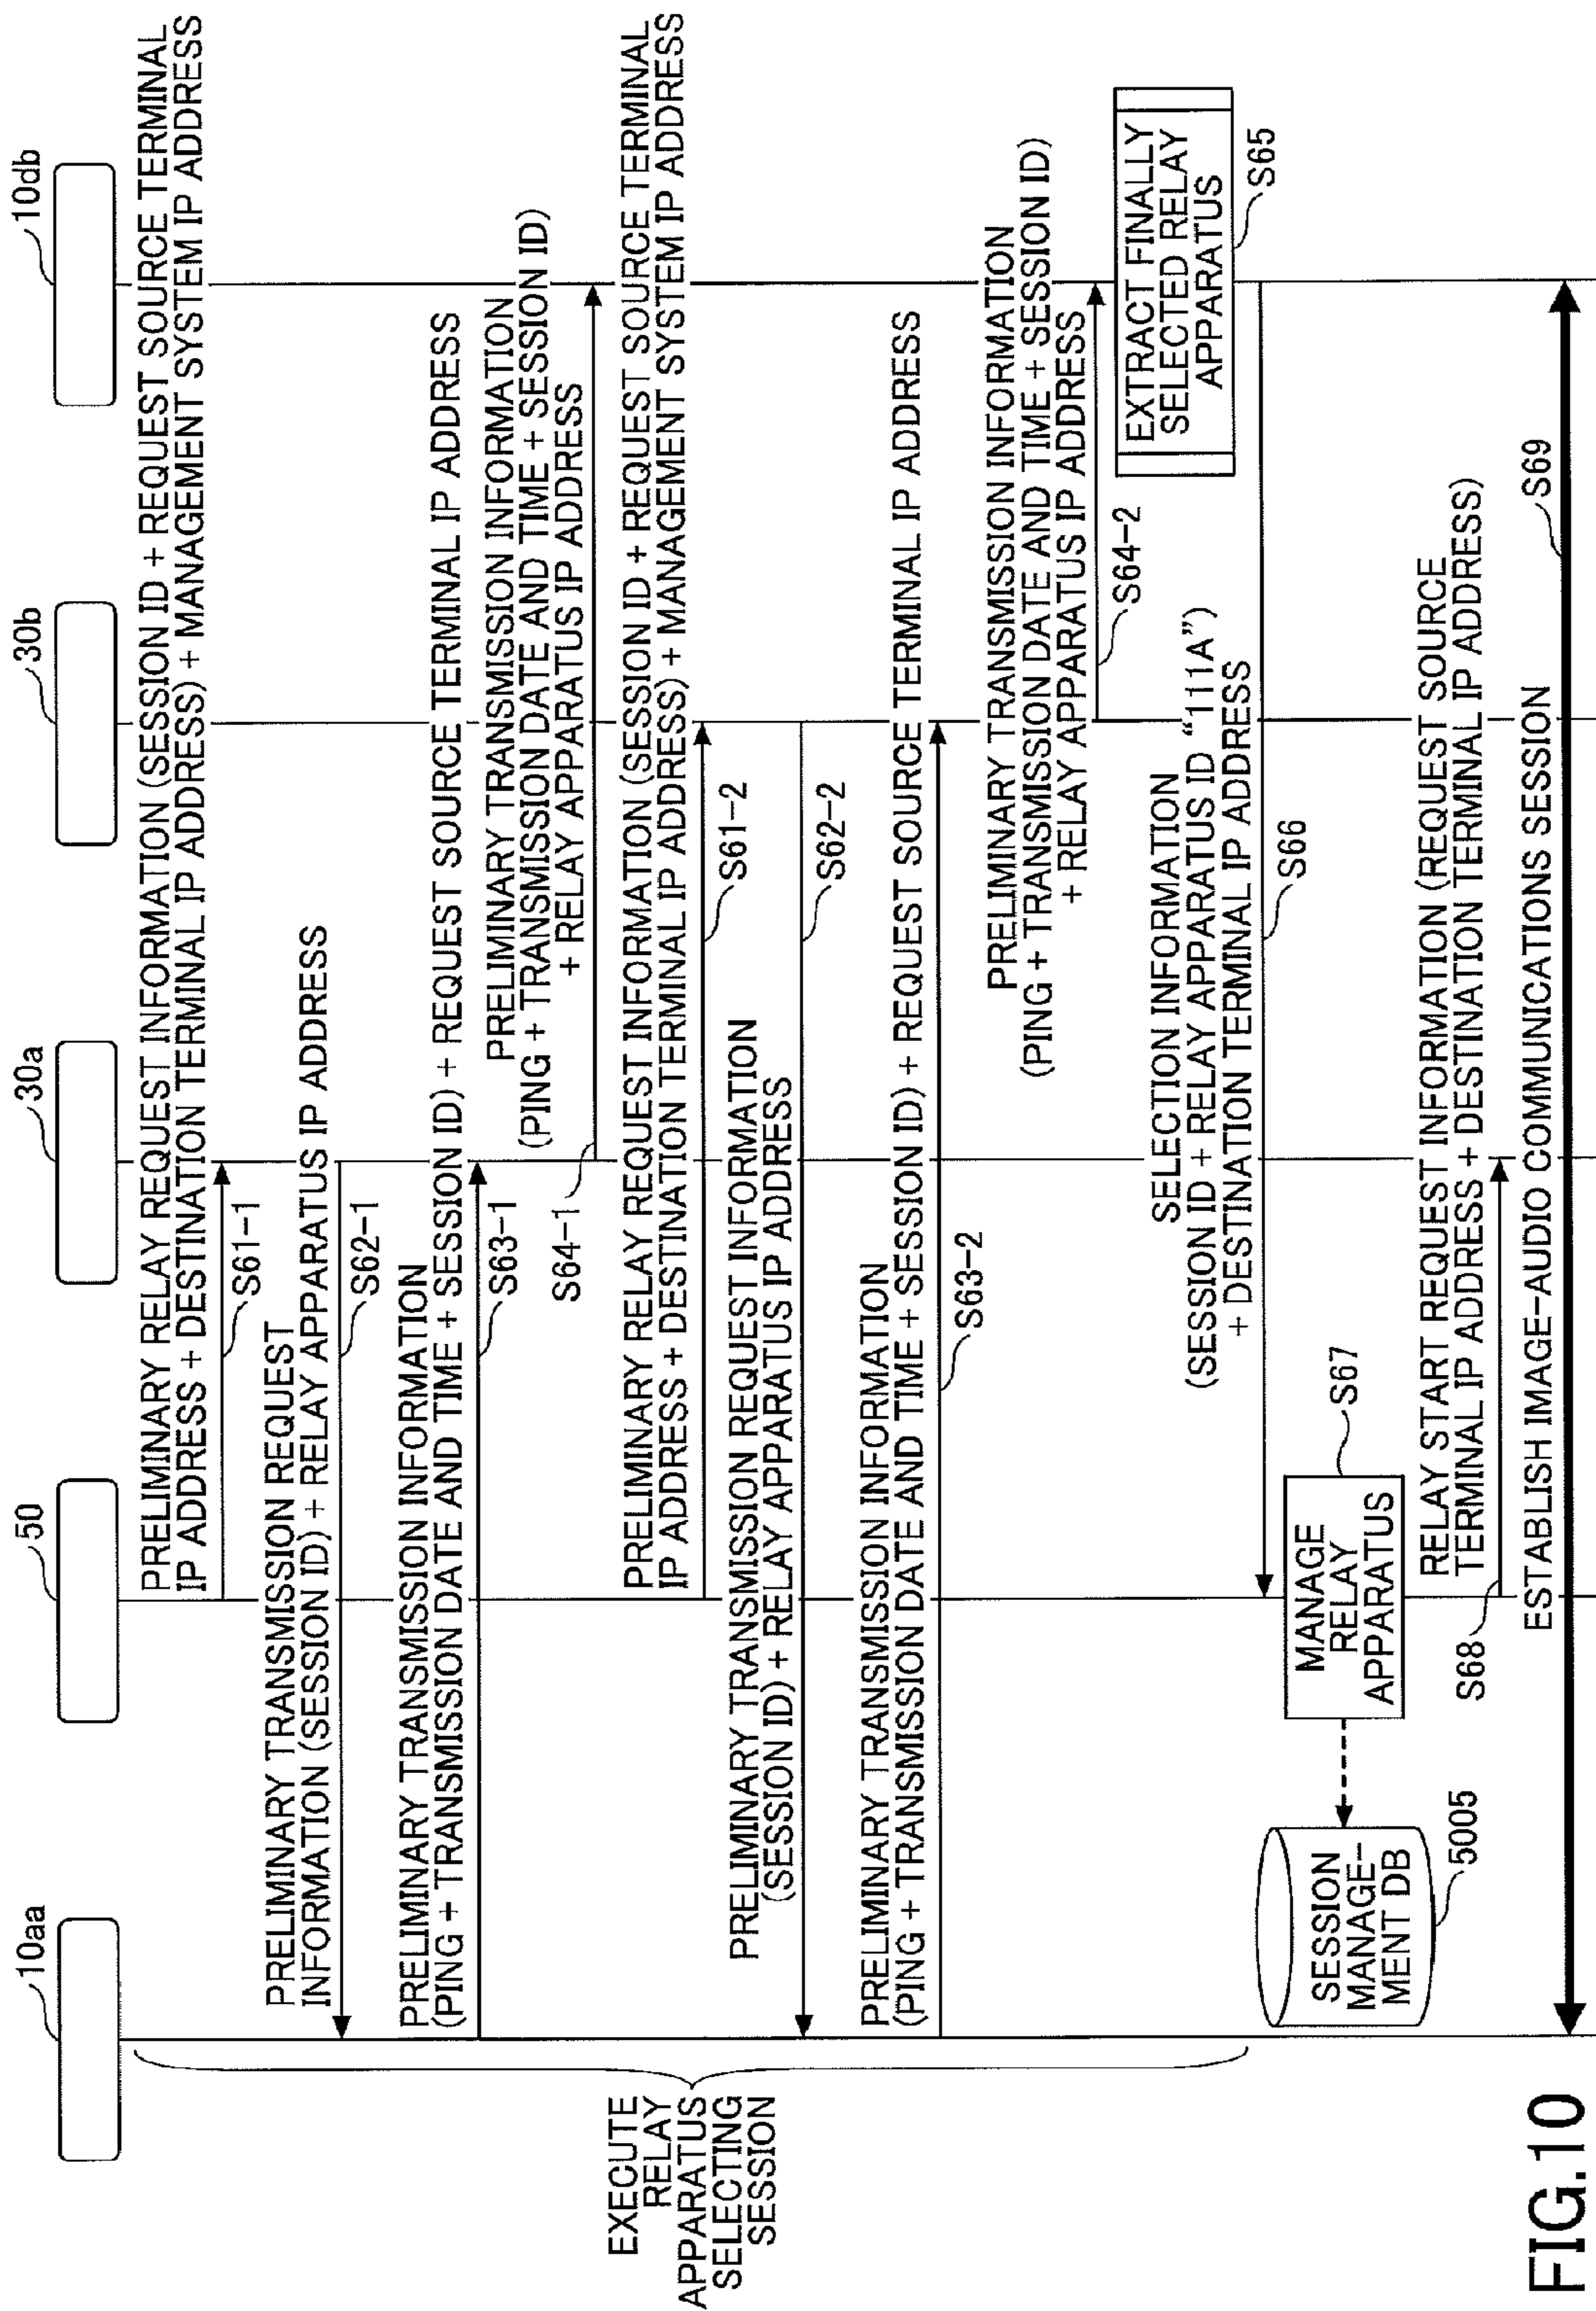 10aa
50
30a
30b
10db
PRELIMINARY RELAY REQUEST INFORMATION (SESSION ID + REQUEST SOURCE TERMINAL
IP ADDRESS + DESTINATION TERMINAL IP ADDRESS) + MANAGEMENT SYSTEM IP ADDRESS
S61-1
PRELIMINARY TRANSMISSION REQUEST
INFORMATION (SESSION ID) + RELAY APPARATUS IP ADDRESS
S62-1
PRELIMINARY TRANSMISSION INFORMATION
(PING + TRANSMISSION DATE AND TIME + SESSION ID) + REQUEST SOURCE TERMINAL IP ADDRESS
S63-1
PRELIMINARY TRANSMISSION INFORMATION
(PING + TRANSMISSION DATE AND TIME + SESSION ID)
+ RELAY APPARATUS IP ADDRESS
S64-1
PRELIMINARY RELAY REQUEST INFORMATION (SESSION ID + REQUEST SOURCE TERMINAL
IP ADDRESS + DESTINATION TERMINAL IP ADDRESS) + MANAGEMENT SYSTEM IP ADDRESS
S61-2
PRELIMINARY TRANSMISSION REQUEST INFORMATION
(SESSION ID) + RELAY APPARATUS IP ADDRESS
S62-2
PRELIMINARY TRANSMISSION INFORMATION
(PING + TRANSMISSION DATE AND TIME + SESSION ID) + REQUEST SOURCE TERMINAL IP ADDRESS
S63-2
PRELIMINARY TRANSMISSION INFORMATION
(PING + TRANSMISSION DATE AND TIME + SESSION ID)
+ RELAY APPARATUS IP ADDRESS
S64-2
EXTRACT FINALLY
SELECTED RELAY
APPARATUS
S65
EXECUTE
RELAY
APPARATUS
SELECTING
SESSION
SELECTION INFORMATION
(SESSION ID + RELAY APPARATUS ID "111A")
+ DESTINATION TERMINAL IP ADDRESS
S66
MANAGE
RELAY
APPARATUS
S67
SESSION
MANAGE-
MENT DB
5005
RELAY START REQUEST INFORMATION (REQUEST SOURCE
TERMINAL IP ADDRESS + DESTINATION TERMINAL IP ADDRESS)
S68
ESTABLISH IMAGE-AUDIO COMMUNICATIONS SESSION
S69
FIG.10